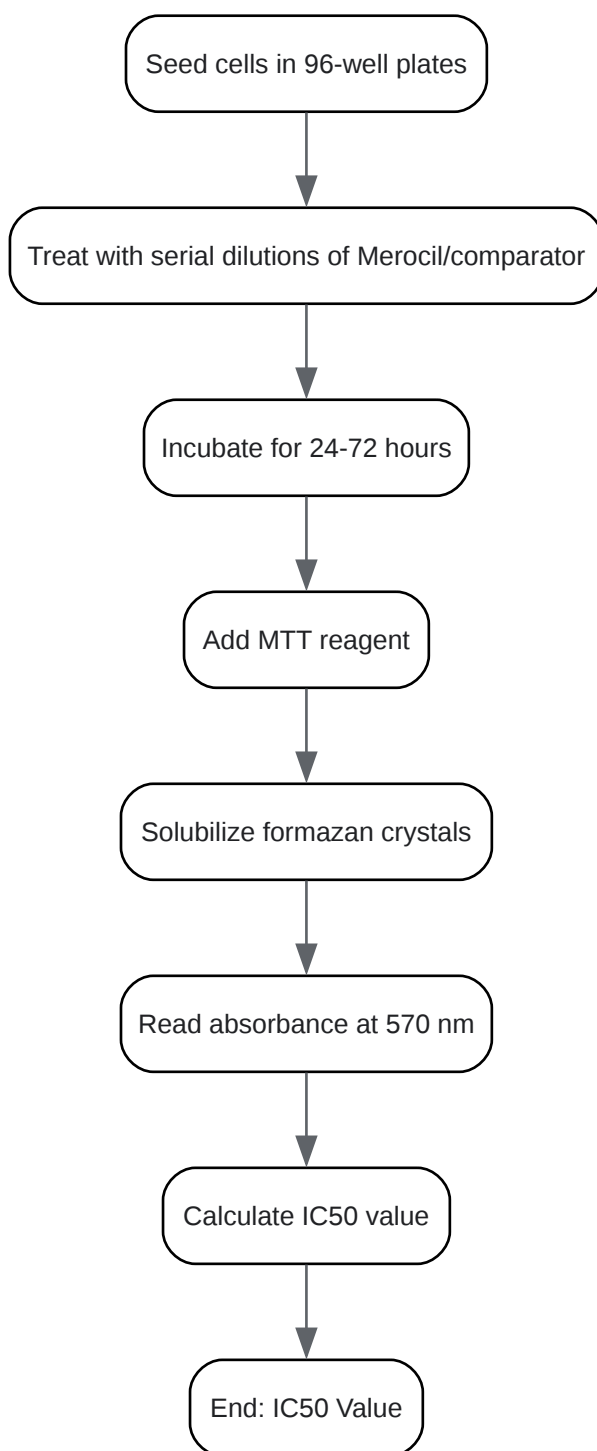 Seed cells in 96-well plates
Treat with serial dilutions of Merocil/comparator
Incubate for 24-72 hours
Add MTT reagent
Solubilize formazan crystals
Read absorbance at 570 nm
Calculate IC50 value
End: IC50 Value